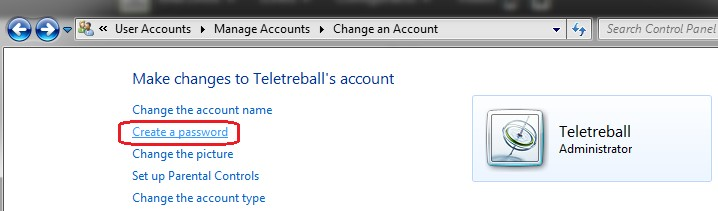 « User Accounts ▸ Manage Accounts ▸ Change an Account
Search Control Panel
Make changes to Teletreball's account
Change the account name
Create a password
Change the picture
Set up Parental Controls
Change the account type
Teletreball
Administrator